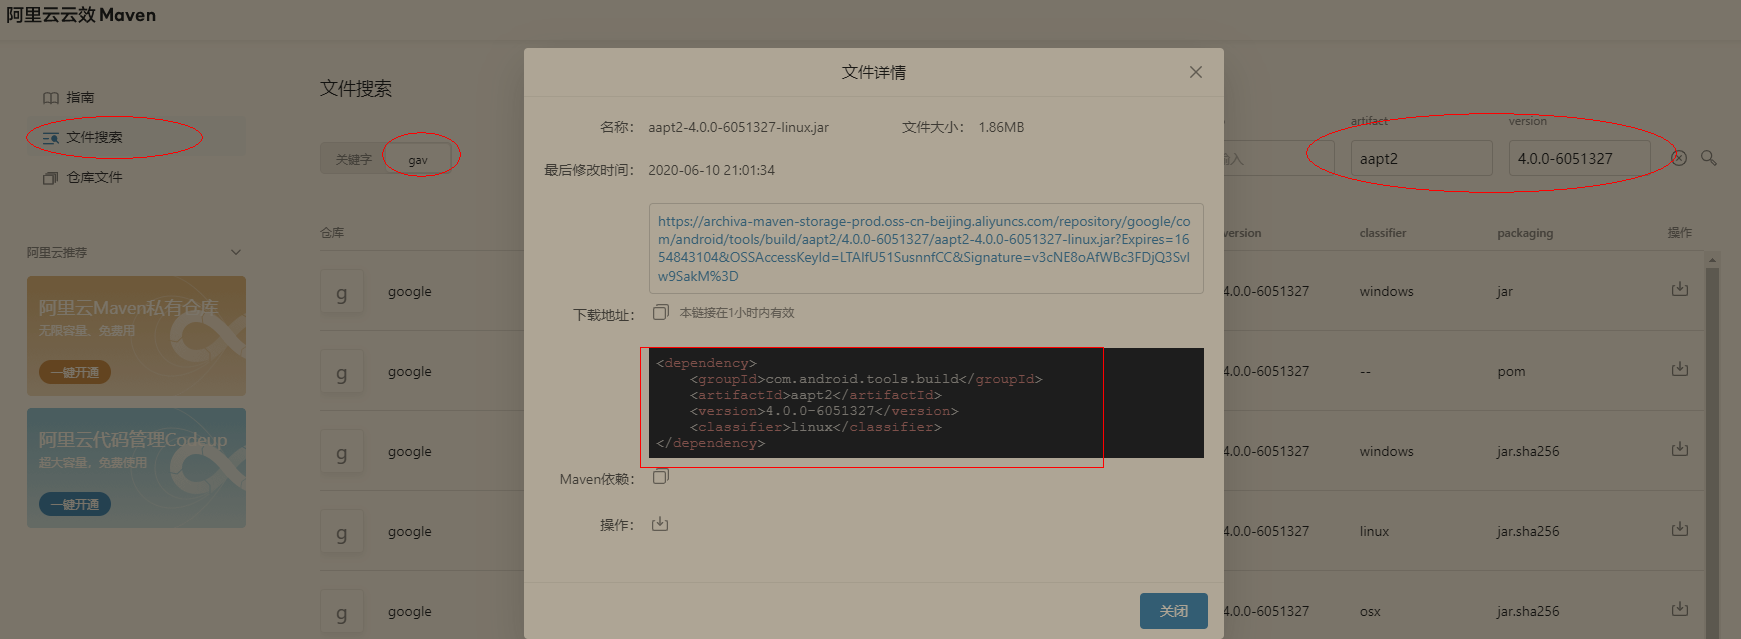 阿里云云效 Maven
指南
文件搜索
仓库文件
阿里云推荐
阿里云Maven私有仓库
无限容量，免费用
一键开通
阿里云代码管理Codeup
超大容量，免费使用
一键开通
文件搜索
关键字
gav
artifact
version
输入
aapt2
4.0.0-6051327
仓库
version
classifier
packaging
操作
google
4.0.0-6051327
windows
jar
google
4.0.0-6051327
--
pom
google
4.0.0-6051327
windows
jar.sha256
google
4.0.0-6051327
linux
jar.sha256
google
4.0.0-6051327
osx
jar.sha256
文件详情
名称： aapt2-4.0.0-6051327-linux.jar
文件大小： 1.86MB
最后修改时间： 2020-06-10 21:01:34
https://archiva-maven-storage-prod.oss-cn-beijing.aliyuncs.com/repository/google/co
m/android/tools/build/aapt2/4.0.0-6051327/aapt2-4.0.0-6051327-linux.jar?Expires=16
54843104&OSSAccessKeyId=LTAIfU51SusnnfCC&Signature=v3cNE8oAfWBc3FDjQ3SvI
w9SakM%3D
下载地址： 本链接在1小时内有效
<dependency>
<groupId>com.android.tools.build</groupId>
<artifactId>aapt2</artifactId>
<version>4.0.0-6051327</version>
<classifier>linux</classifier>
</dependency>
Maven依赖：
操作：
关闭